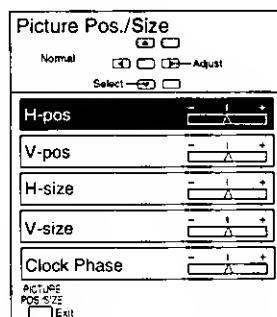 Picture Pos./Size
Normal
Adjust
Select
H-pos - +
V-pos - +
H-size - +
V-size - +
Clock Phase - +
PICTURE
POS./SIZE
Exit